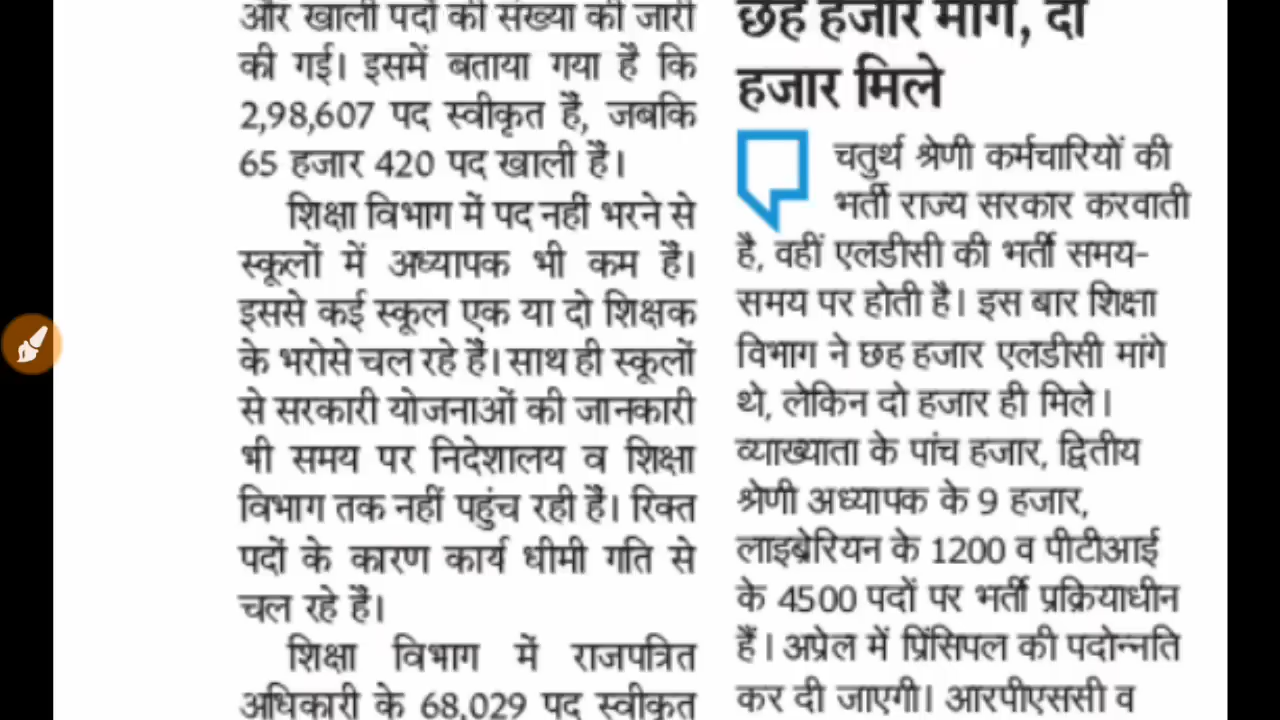 और खाली पदों की संख्या की जारी
की गई। इसमें बताया गया है कि
2,98,607 पद स्वीकृत हैं, जबकि
65 हजार 420 पद खाली है।
शिक्षा विभाग में पद नहीं भरने से
स्कूलों में अध्यापक भी कम है।
इससे कई स्कूल एक या दो शिक्षक
के भरोसे चल रहे हैं। साथ ही स्कूलों
से सरकारी योजनाओं की जानकारी
भी समय पर निदेशालय व शिक्षा
विभाग तक नहीं पहुंच रही हैं। रिक्त
पदों के कारण कार्य धीमी गति से
चल रहे है।
शिक्षा विभाग में राजपत्रित
अधिकारी के 68,029 पद स्वीकृत
छह हजार मांगे, दो
हजार मिले
चतुर्थ श्रेणी कर्मचारियों की
भर्ती राज्य सरकार करवाती
है, वहीं एलडीसी की भर्ती समय-
समय पर होती है। इस बार शिक्षा
विभाग ने छह हजार एलडीसी मांगे
थे, लेकिन दो हजार ही मिले।
व्याख्याता के पांच हजार, द्वितीय
श्रेणी अध्यापक के 9 हजार,
लाइब्रेरियन के 1200 व पीटीआई
के 4500 पदों पर भर्ती प्रक्रियाधीन
हैं। अप्रेल में प्रिंसिपल की पदोन्नति
कर दी जाएगी। आरपीएससी व